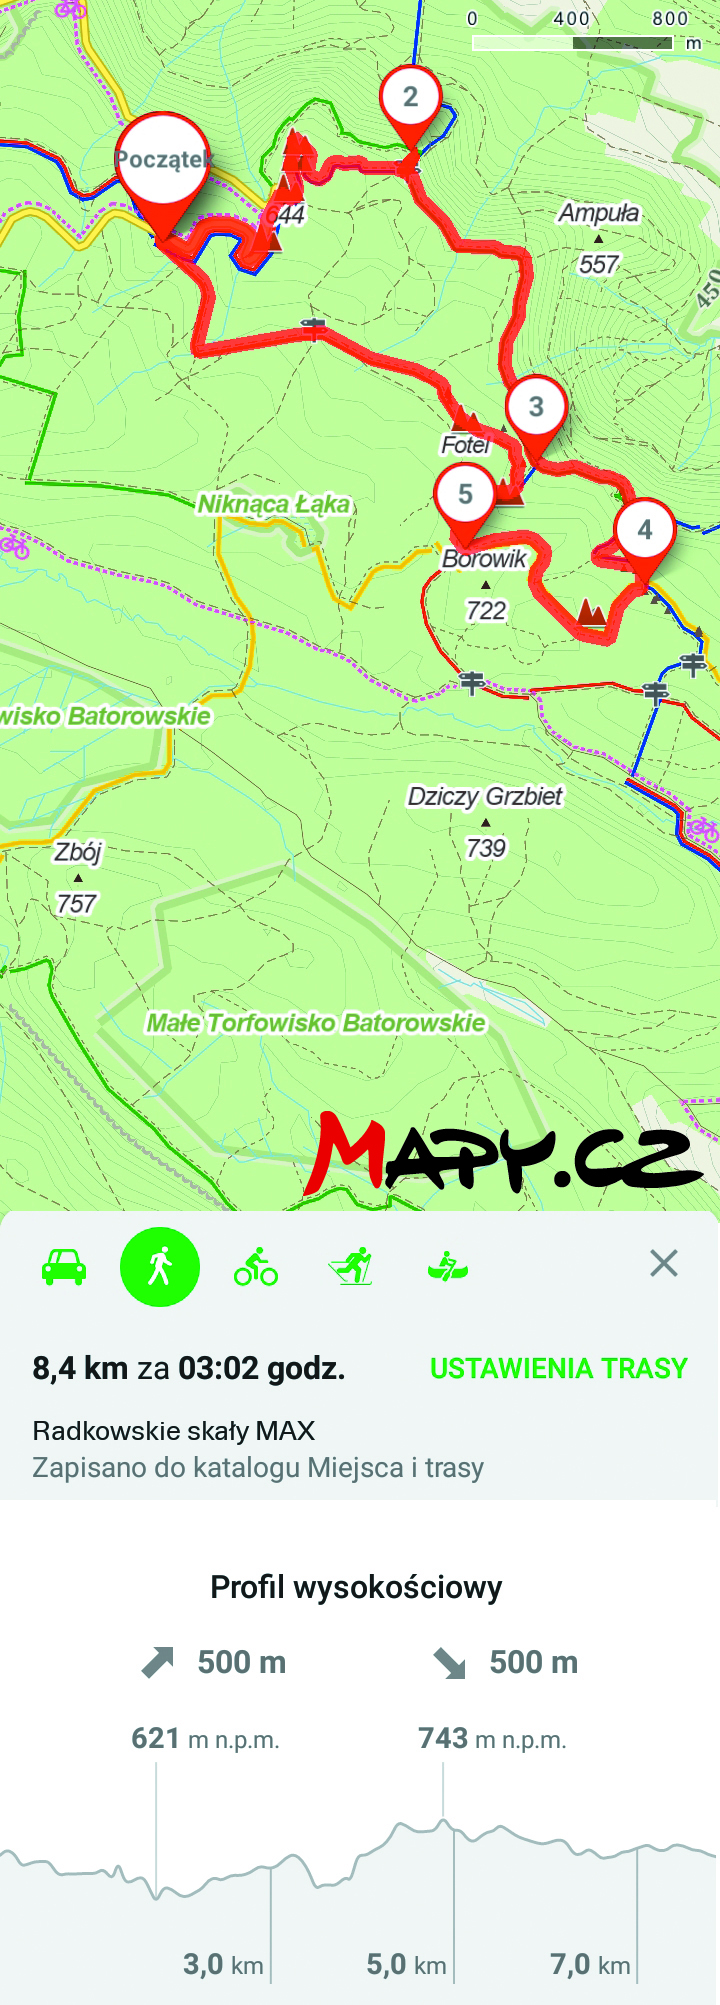 0 400 800
m
2
Początek
644
Ampuła
557
450
3
Fotel
5
Niknąca Łąka
4
Borowik
722
wisko Batorowskie
Dziczy Grzbiet
739
Zbój
757
Małe Torfowisko Batorowskie
MAPY.CZ
8,4 km za 03:02 godz.
USTAWIENIA TRASY
Radkowskie skały MAX
Zapisano do katalogu Miejsca i trasy
Profil wysokościowy
500 m 500 m
621 m n.p.m. 743 m n.p.m.
3,0 km 5,0 km 7,0 km